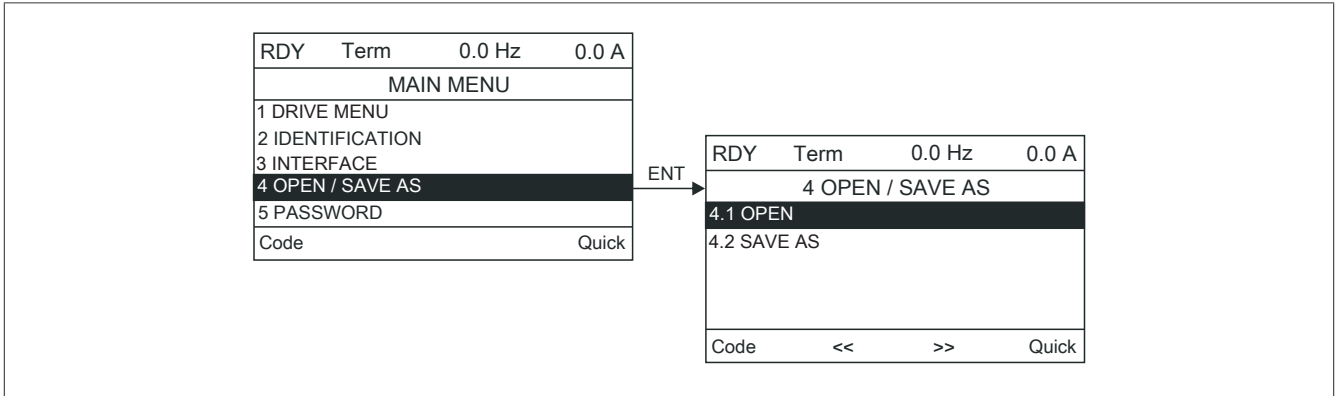 RDY Term 0.0 Hz 0.0 A
MAIN MENU
1 DRIVE MENU
2 IDENTIFICATION
3 INTERFACE
4 OPEN / SAVE AS
5 PASSWORD
Code Quick
ENT
RDY Term 0.0 Hz 0.0 A
4 OPEN / SAVE AS
4.1 OPEN
4.2 SAVE AS
Code << >> Quick